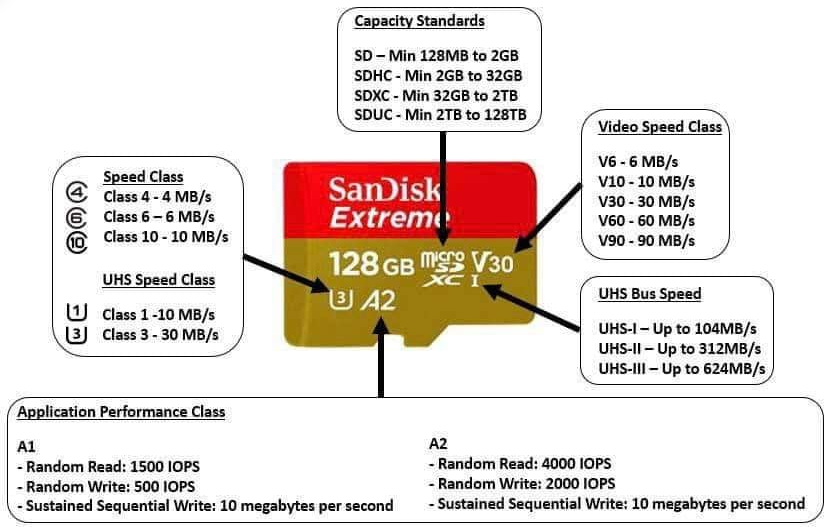 Capacity Standards
SD – Min 128MB to 2GB
SDHC - Min 2GB to 32GB
SDXC - Min 32GB to 2TB
SDUC - Min 2TB to 128TB
Video Speed Class
V6 - 6 MB/s
V10 - 10 MB/s
V30 - 30 MB/s
V60 - 60 MB/s
V90 - 90 MB/s
Speed Class
4 Class 4 - 4 MB/s
6 Class 6 – 6 MB/s
10 Class 10 - 10 MB/s
UHS Speed Class
1 Class 1 -10 MB/s
3 Class 3 - 30 MB/s
SanDisk
Extreme
128 GB micro SD XC I V30
3 A2
UHS Bus Speed
UHS-I – Up to 104MB/s
UHS-II – Up to 312MB/s
UHS-III – Up to 624MB/s
Application Performance Class
A1
- Random Read: 1500 IOPS
- Random Write: 500 IOPS
- Sustained Sequential Write: 10 megabytes per second
A2
- Random Read: 4000 IOPS
- Random Write: 2000 IOPS
- Sustained Sequential Write: 10 megabytes per second